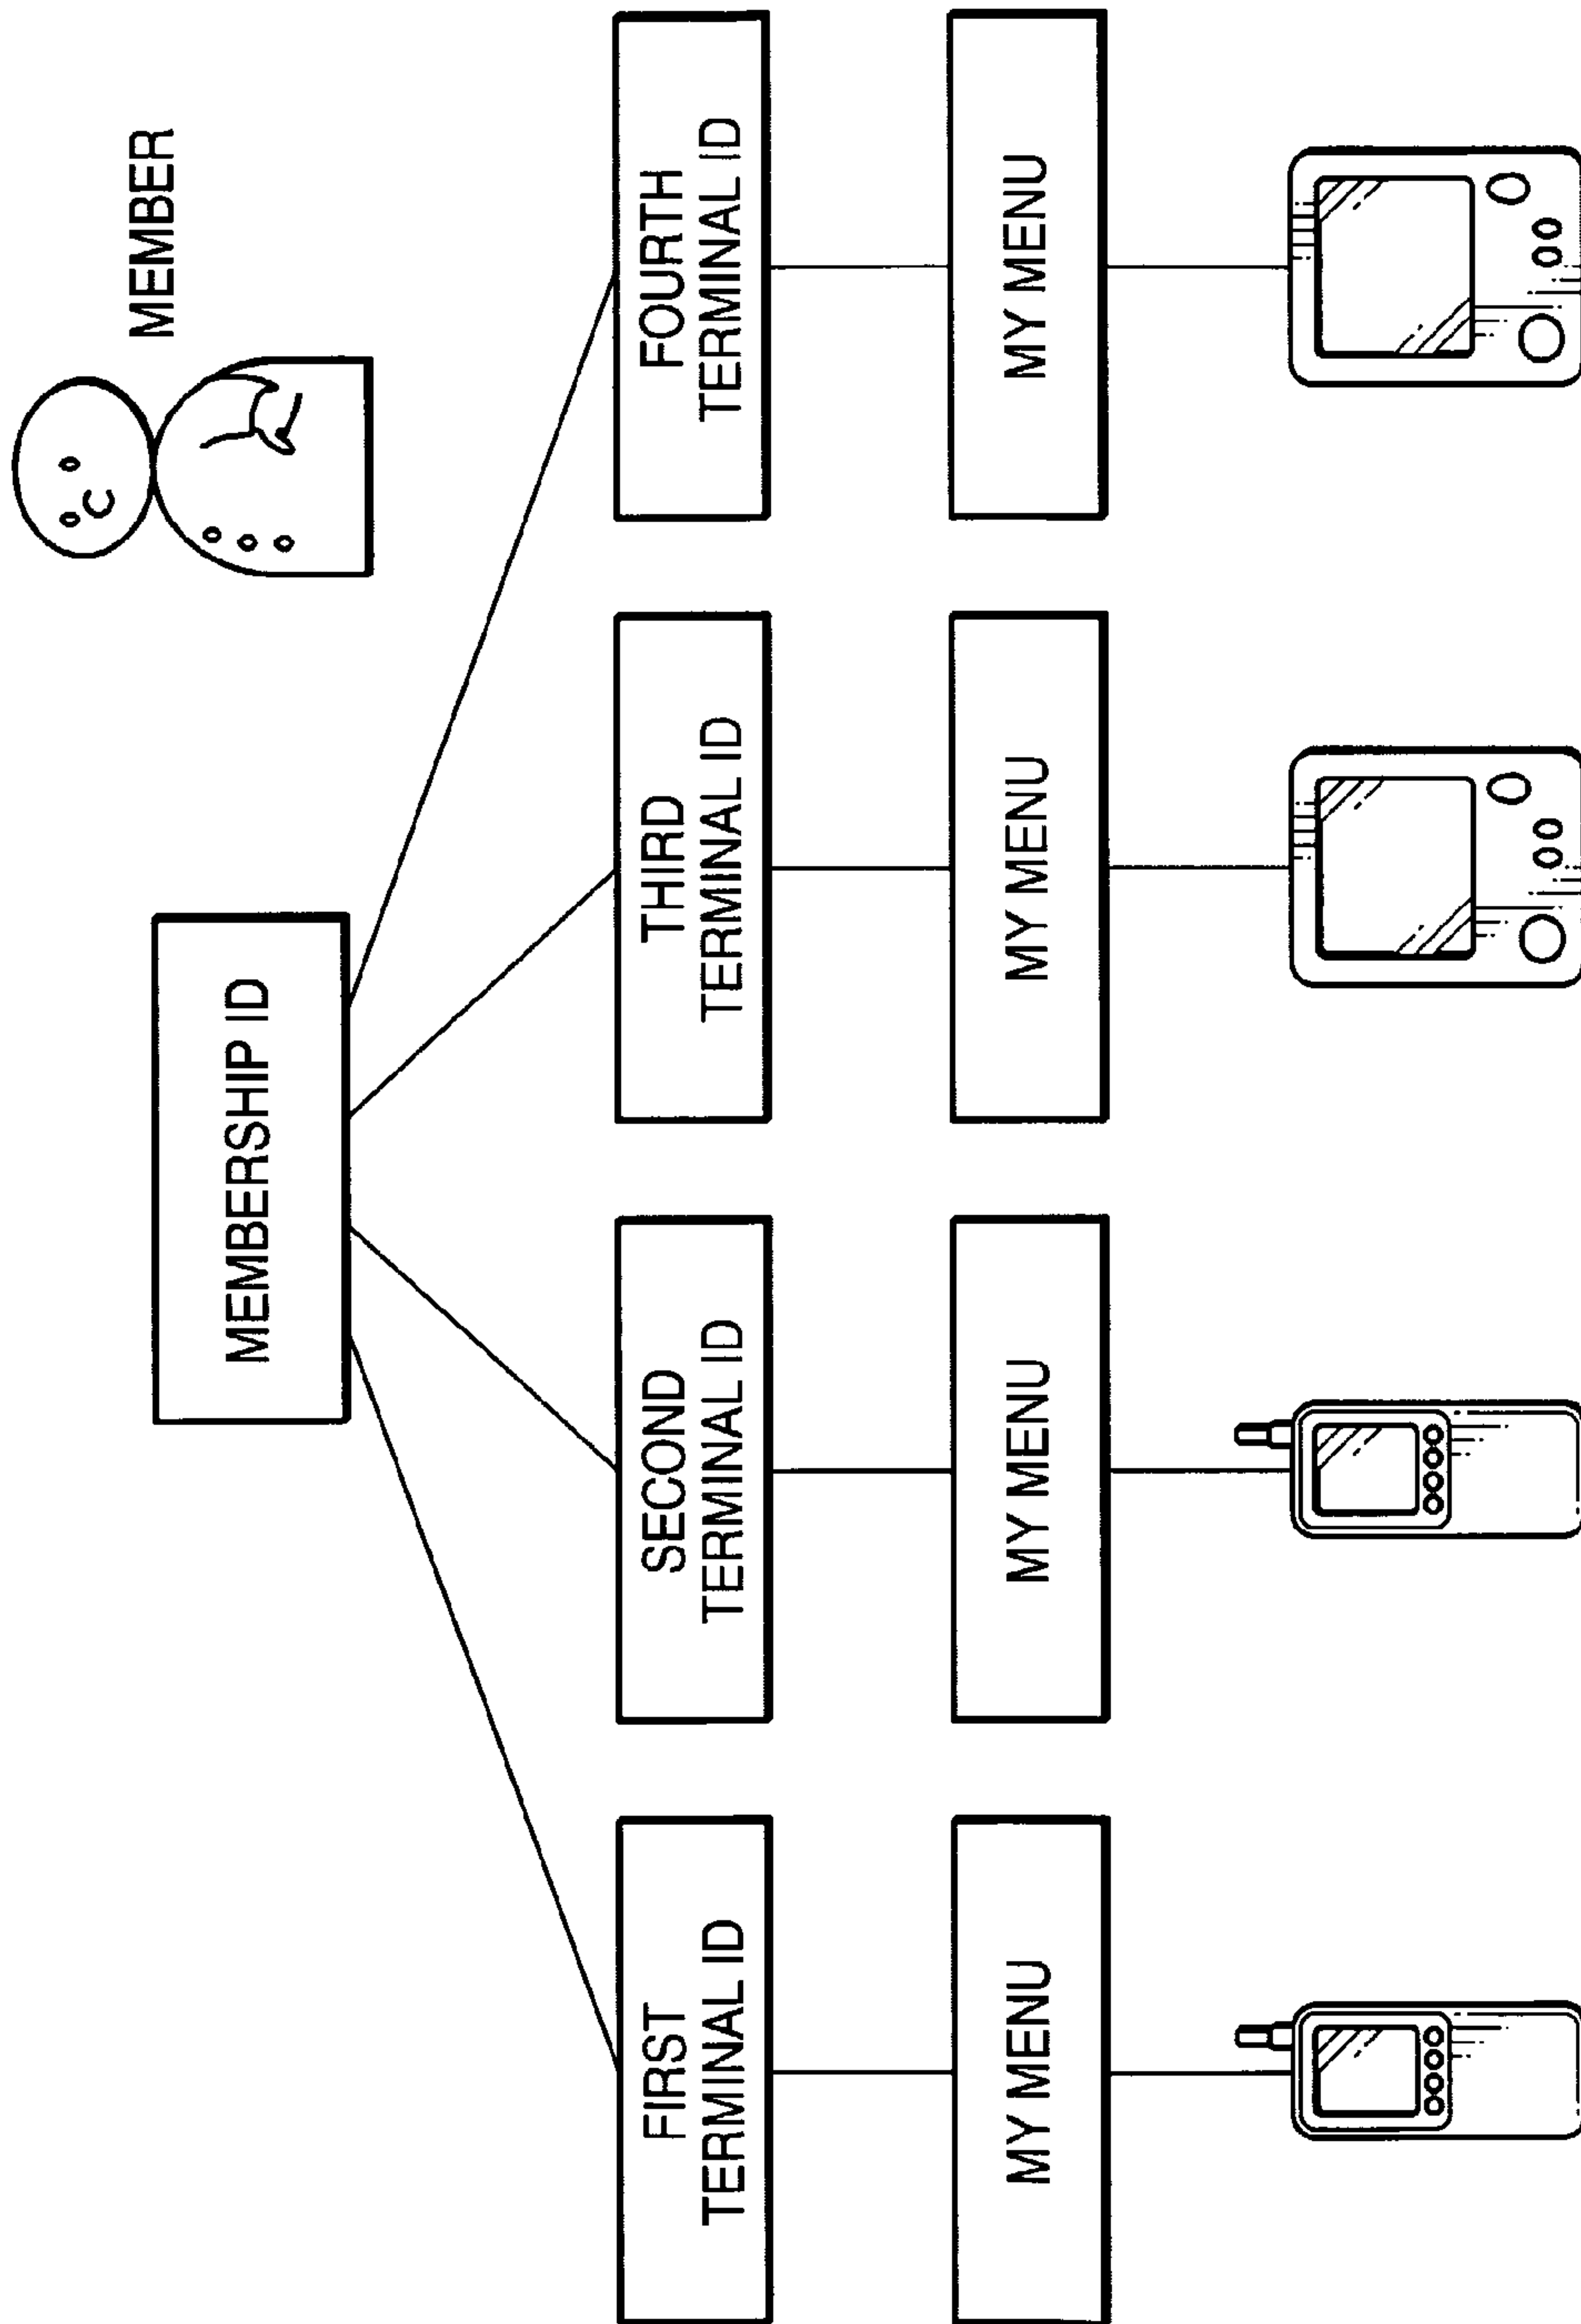 MEMBER
MEMBERSHIP ID
FIRST
TERMINAL ID
SECOND
TERMINAL ID
THIRD
TERMINAL ID
FOURTH
TERMINAL ID
MY MENU
MY MENU
MY MENU
MY MENU